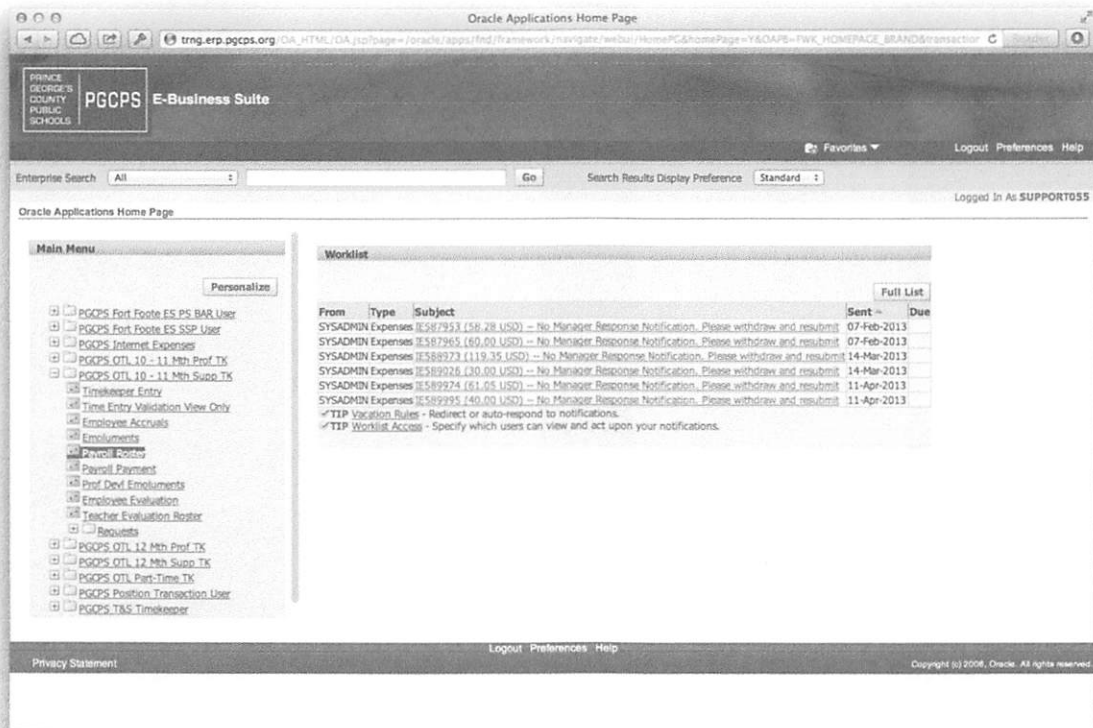 Oracle Applications Home Page
trng.erp.pgcps.org/OA_HTML/OA.jsp?page=/oracle/apps/fnd/framework/navigate/webui/HomePG&homePage=Y&OAPB=FWK_HOMEPAGE_BRAND&transaction
Reader
PRINCE
GEORGE'S
COUNTY
PUBLIC
SCHOOLS
PGCPS E-Business Suite
Favorites Logout Preferences Help
Enterprise Search All Go Search Results Display Preference Standard
Logged In As SUPPORT055
Oracle Applications Home Page
Main Menu
Personalize
PGCPS Fort Foote ES PS BAR User
PGCPS Fort Foote ES SSP User
PGCPS Internet Expenses
PGCPS OTL 10 - 11 Mth Prof TK
PGCPS OTL 10 - 11 Mth Supp TK
Timekeeper Entry
Time Entry Validation View Only
Employee Accruals
Emoluments
Payroll Roster
Payroll Payment
Prof Devl Emoluments
Employee Evaluation
Teacher Evaluation Roster
Requests
PGCPS OTL 12 Mth Prof TK
PGCPS OTL 12 Mth Supp TK
PGCPS OTL Part-Time TK
PGCPS Position Transaction User
PGCPS T&S Timekeeper
Worklist
Full List
From Type Subject Sent Due
SYSADMIN Expenses IE587953 (58.28 USD) -- No Manager Response Notification. Please withdraw and resubmit 07-Feb-2013
SYSADMIN Expenses IE587965 (60.00 USD) -- No Manager Response Notification. Please withdraw and resubmit 07-Feb-2013
SYSADMIN Expenses IE588973 (119.35 USD) -- No Manager Response Notification. Please withdraw and resubmit 14-Mar-2013
SYSADMIN Expenses IE589026 (30.00 USD) -- No Manager Response Notification. Please withdraw and resubmit 14-Mar-2013
SYSADMIN Expenses IE589974 (61.05 USD) -- No Manager Response Notification. Please withdraw and resubmit 11-Apr-2013
SYSADMIN Expenses IE589995 (40.00 USD) -- No Manager Response Notification. Please withdraw and resubmit 11-Apr-2013
TIP Vacation Rules - Redirect or auto-respond to notifications.
TIP Worklist Access - Specify which users can view and act upon your notifications.
Logout Preferences Help
Privacy Statement
Copyright (c) 2006, Oracle. All rights reserved.